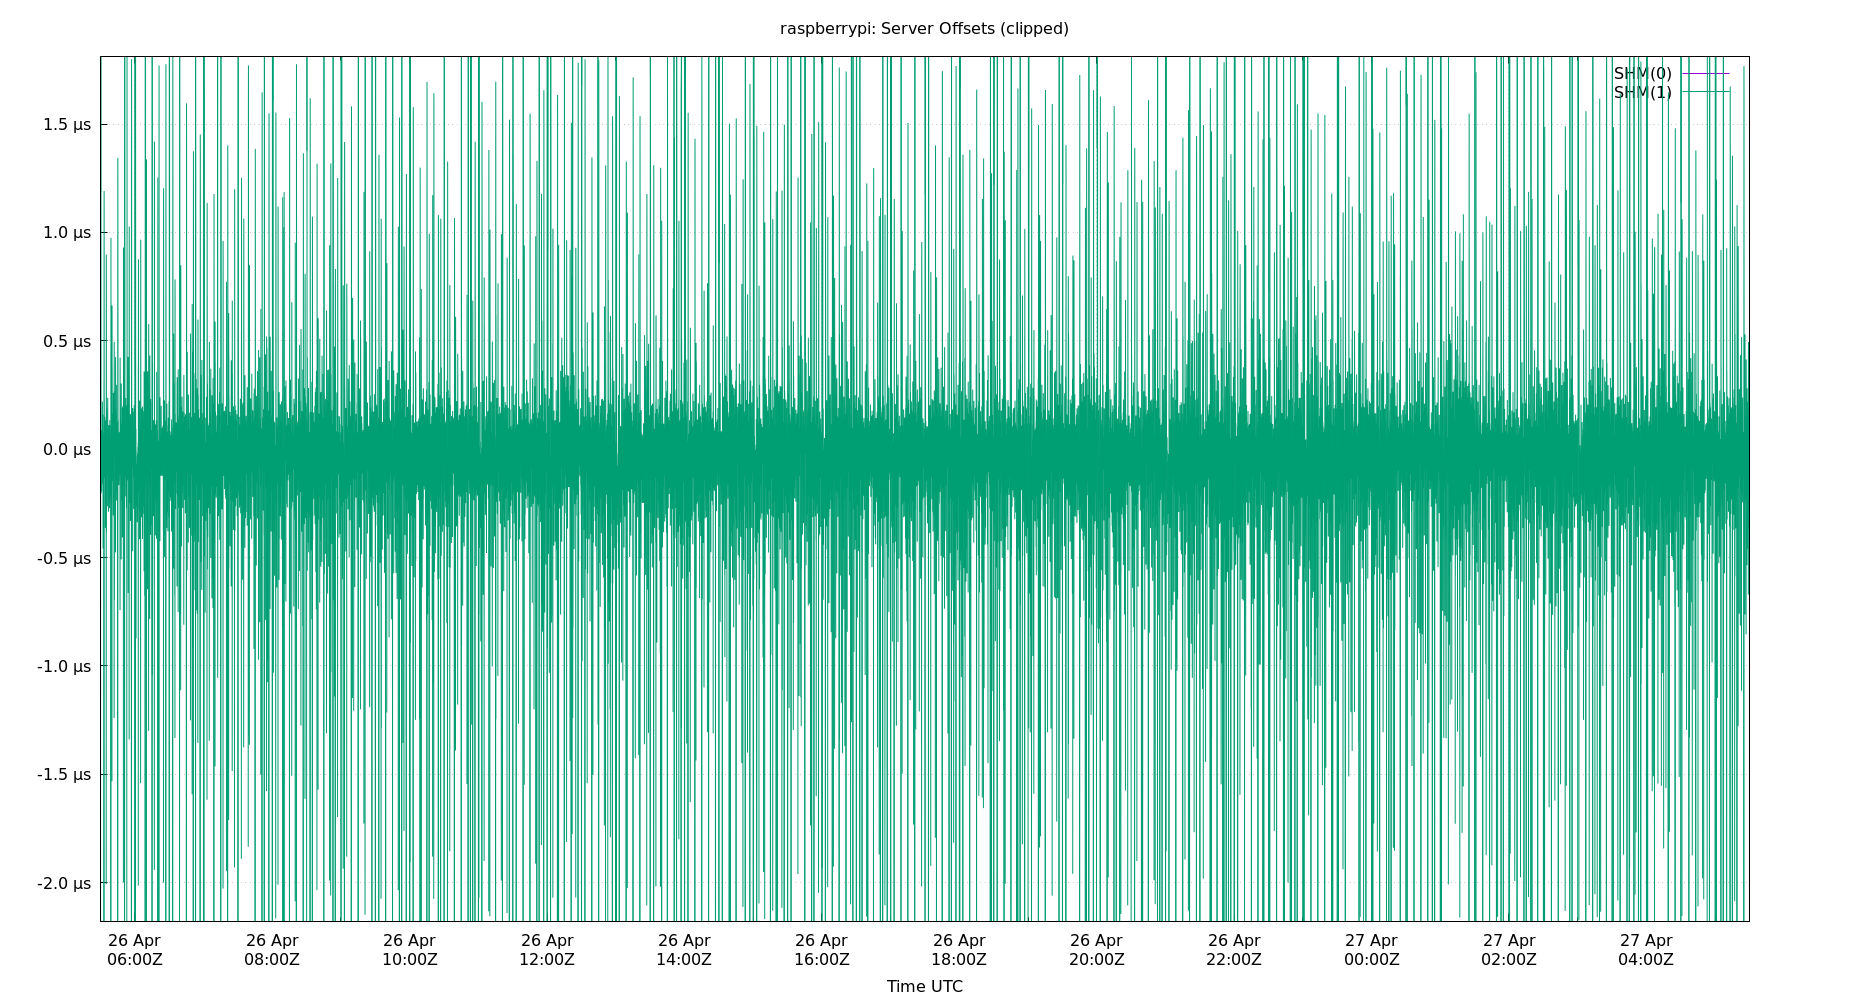 raspberrypi: Server Offsets (clipped)
SHM(0)
SHM(1)
1.5 µs
1.0 µs
0.5 µs
0.0 µs
-0.5 µs
-1.0 µs
-1.5 µs
-2.0 µs
26 Apr 26 Apr 26 Apr 26 Apr 26 Apr 26 Apr 26 Apr 26 Apr 26 Apr 27 Apr 27 Apr 27 Apr
06:00Z 08:00Z 10:00Z 12:00Z 14:00Z 16:00Z 18:00Z 20:00Z 22:00Z 00:00Z 02:00Z 04:00Z
Time UTC